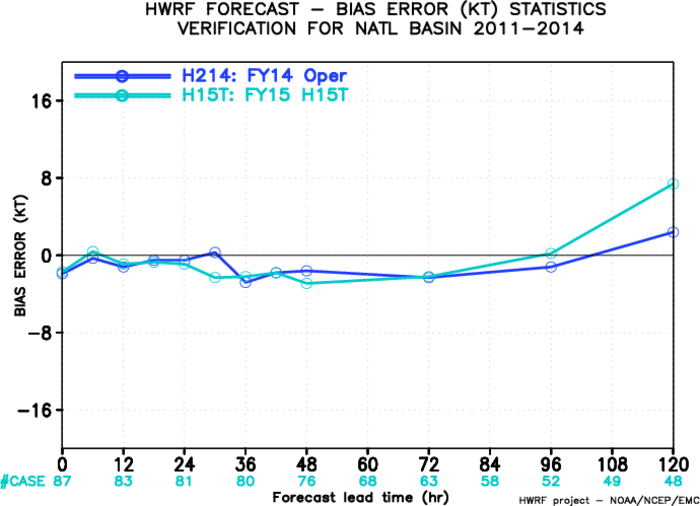 HWRF FORECAST – BIAS ERROR (KT) STATISTICS
VERIFICATION FOR NATL BASIN 2011–2014
H214: FY14 Oper
H15T: FY15 H15T
BIAS ERROR (KT)
16
8
0
–8
–16
0 12 24 36 48 60 72 84 96 108 120
#CASE 87 83 81 80 76 68 63 58 52 49 48
Forecast lead time (hr)
HWRF project – NOAA/NCEP/EMC